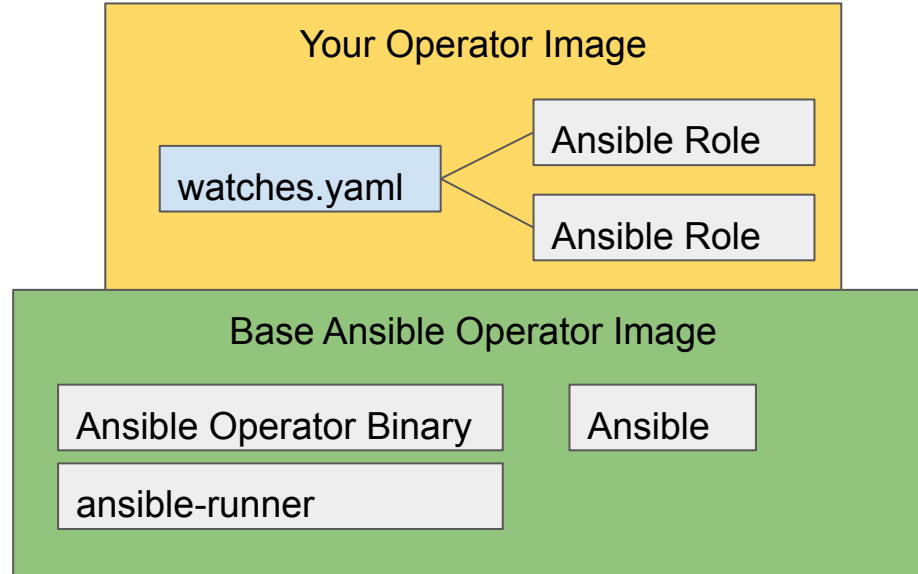 Your Operator Image
Ansible Role
watches.yaml
Ansible Role
Base Ansible Operator Image
Ansible Operator Binary
Ansible
ansible-runner